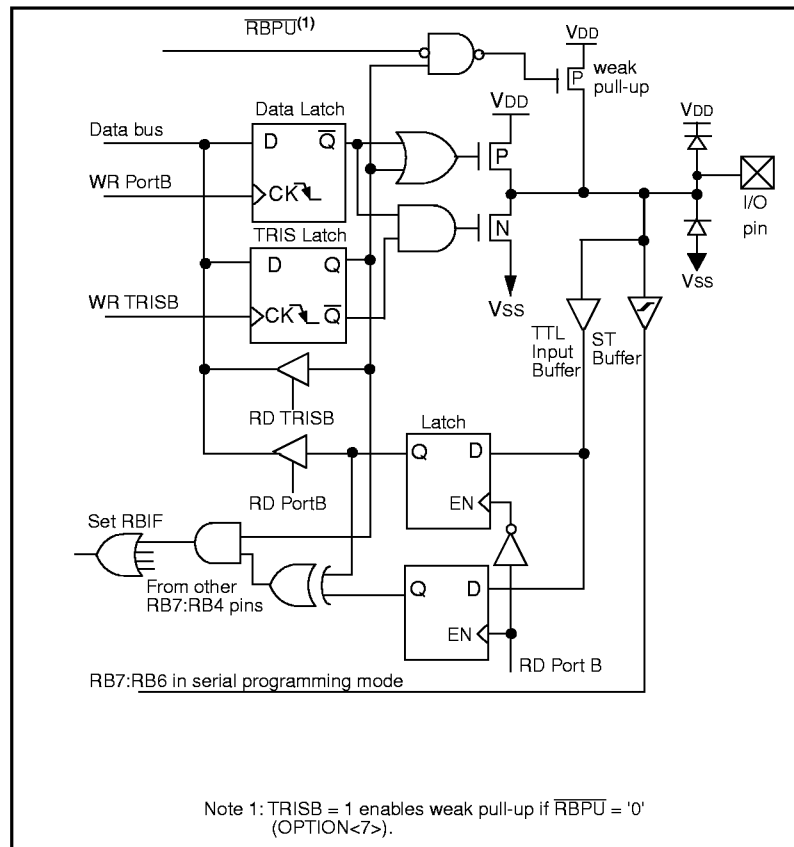 RBPU(1)
VDD
P
weak
pull-up
Data Latch
VDD
VDD
Data bus
D
Q
P
WR PortB
CK
I/O
pin
N
TRIS Latch
D
Q
VSS
WR TRISB
CK
Q
VSS
TTL
Input
Buffer
ST
Buffer
RD TRISB
Latch
Q
D
RD PortB
EN
Set RBIF
From other
RB7:RB4 pins
Q
D
EN
RD Port B
RB7:RB6 in serial programming mode
Note 1: TRISB = 1 enables weak pull-up if RBPU = '0'
(OPTION<7>).